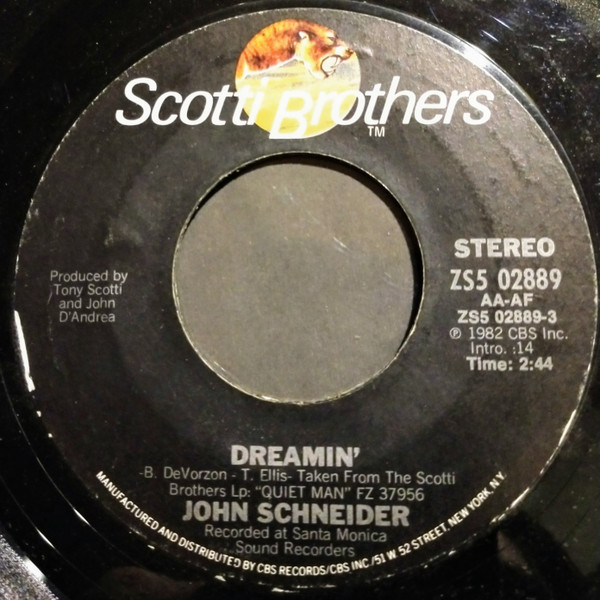 Scotti Brothers
TM
STEREO
ZS5 02889
AA-AF
ZS5 02889-3
℗ 1982 CBS Inc.
Intro. :14
Time: 2:44
Produced by
Tony Scotti
and John
D'Andrea
DREAMIN'
-B. DeVorzon - T. Ellis- Taken From The Scotti
Brothers Lp: "QUIET MAN" FZ 37956
JOHN SCHNEIDER
Recorded at Santa Monica
Sound Recorders
MANUFACTURED AND DISTRIBUTED BY CBS RECORDS/CBS INC./51 W 52 STREET, NEW YORK, N.Y.